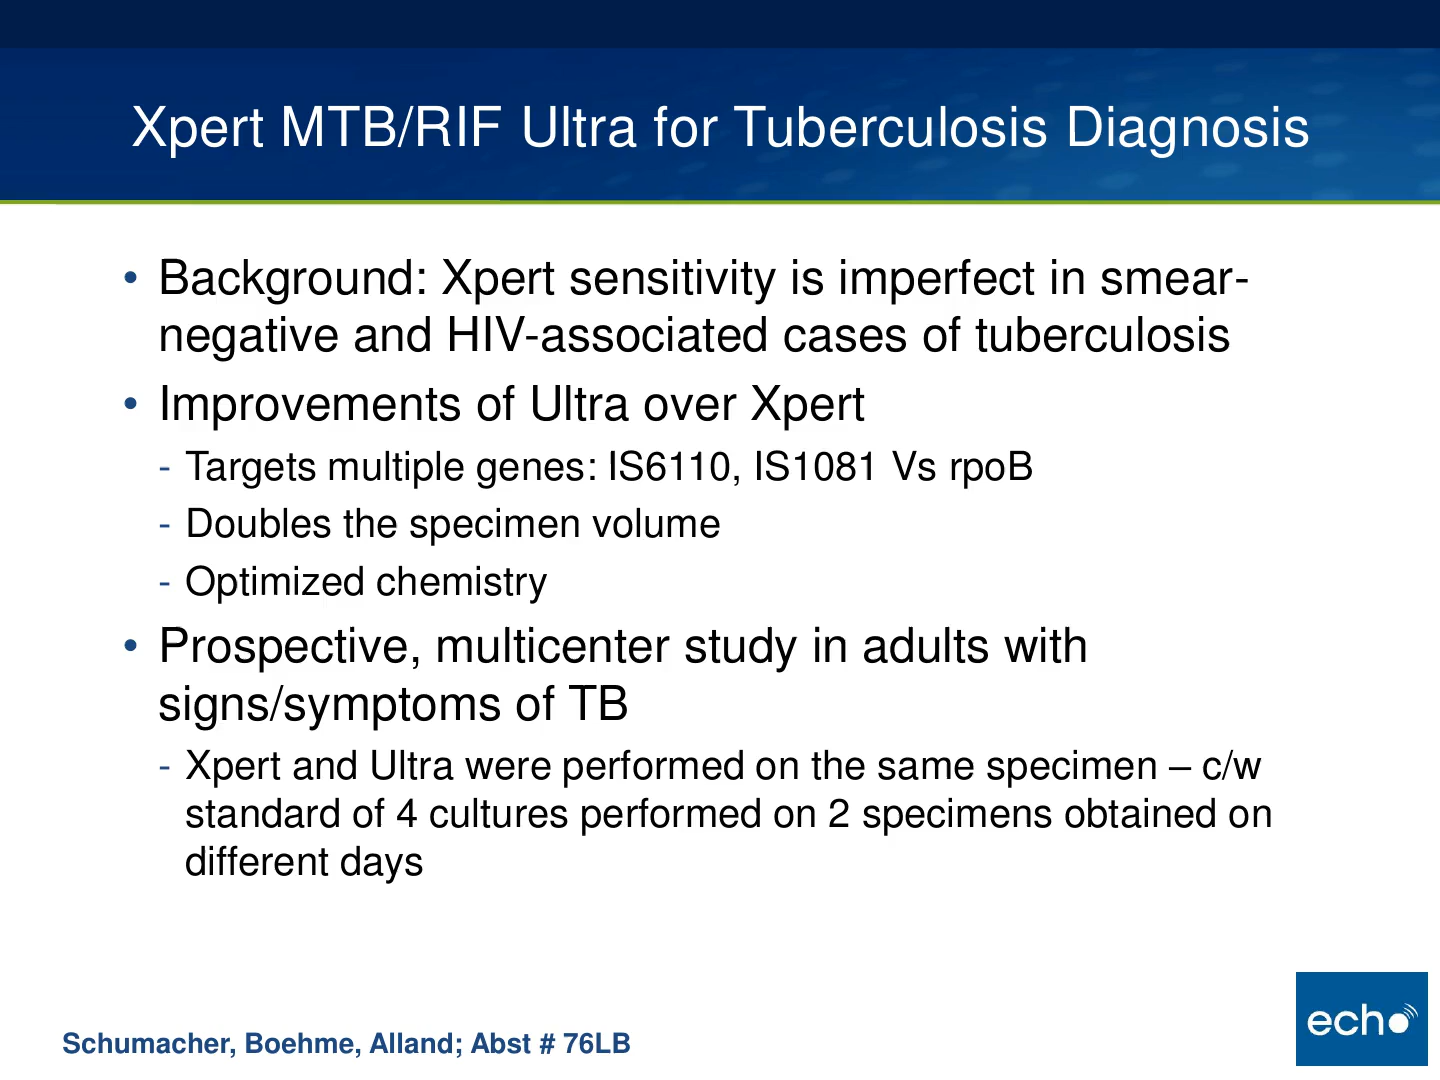 Xpert MTB/RIF Ultra for Tuberculosis Diagnosis
• Background: Xpert sensitivity is imperfect in smear-
negative and HIV-associated cases of tuberculosis
• Improvements of Ultra over Xpert
- Targets multiple genes: IS6110, IS1081 Vs rpoB
- Doubles the specimen volume
- Optimized chemistry
• Prospective, multicenter study in adults with
signs/symptoms of TB
- Xpert and Ultra were performed on the same specimen – c/w
standard of 4 cultures performed on 2 specimens obtained on
different days
Schumacher, Boehme, Alland; Abst # 76LB
echo